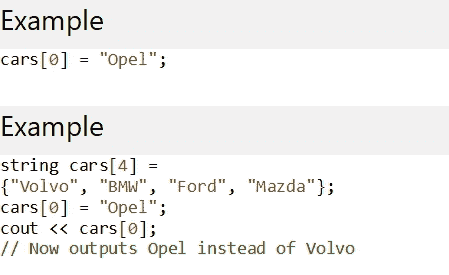 Example
cars[0] = "Opel";
Example
string cars[4] =
{"Volvo", "BMW", "Ford", "Mazda"};
cars[0] = "Opel";
cout << cars[0];
// Now outputs Opel instead of Volvo